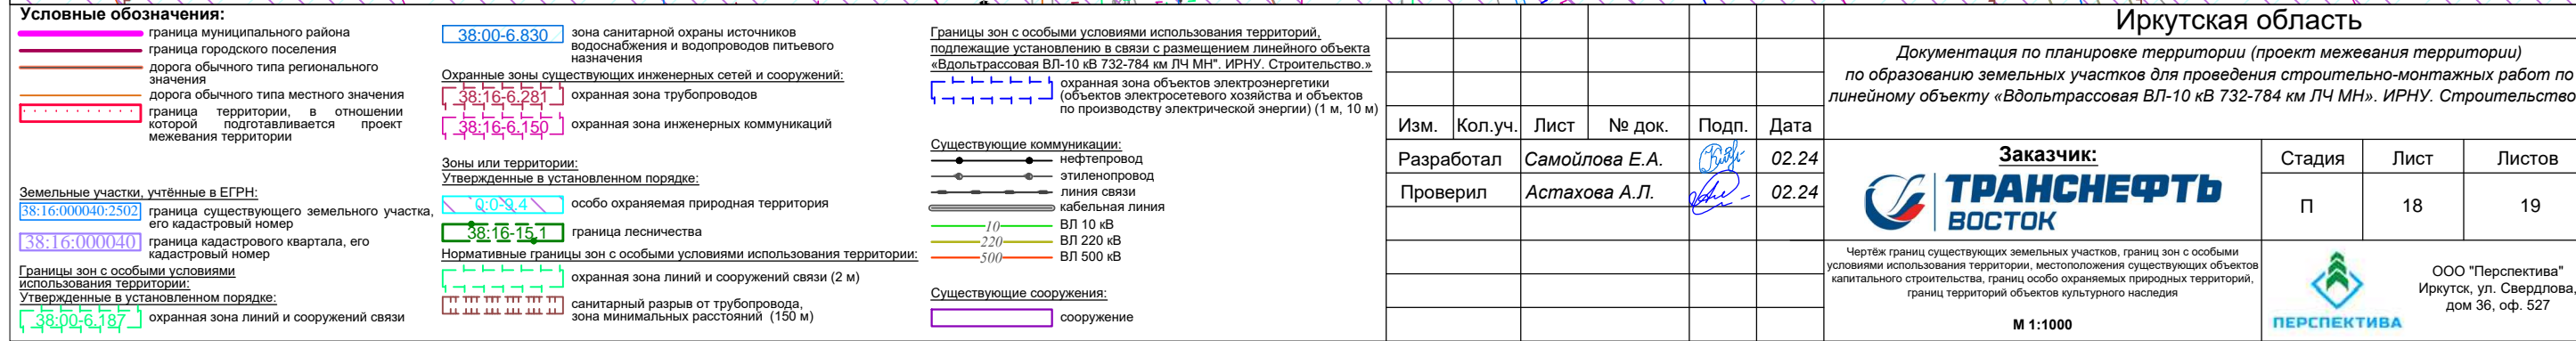 Условные обозначения:
граница муниципального района
граница городского поселения
дорога обычного типа регионального
значения
дорога обычного типа местного значения
граница территории, в отношении
которой подготавливается проект
межевания территории
Земельные участки, учтённые в ЕГРН:
38:16:000040:2502
граница существующего земельного участка,
его кадастровый номер
38:16:000040
граница кадастрового квартала, его
кадастровый номер
Границы зон с особыми условиями
использования территории:
Утвержденные в установленном порядке:
38:00-6.187
охранная зона линий и сооружений связи
38:00-6.830
зона санитарной охраны источников
водоснабжения и водопроводов питьевого
назначения
Охранные зоны существующих инженерных сетей и сооружений:
38:16-6.281
охранная зона трубопроводов
38:16-6.150
охранная зона инженерных коммуникаций
Зоны или территории:
Утвержденные в установленном порядке:
0:0-9.4
особо охраняемая природная территория
38:16-15.1
граница лесничества
Нормативные границы зон с особыми условиями использования территории:
охранная зона линий и сооружений связи (2 м)
санитарный разрыв от трубопровода,
зона минимальных расстояний (150 м)
Границы зон с особыми условиями использования территорий,
подлежащие установлению в связи с размещением линейного объекта
«Вдольтрассовая ВЛ-10 кВ 732-784 км ЛЧ МН". ИРНУ. Строительство.»
охранная зона объектов электроэнергетики
(объектов электросетевого хозяйства и объектов
по производству электрической энергии) (1 м, 10 м)
Существующие коммуникации:
нефтепровод
этиленопровод
линия связи
кабельная линия
10 ВЛ 10 кВ
220 ВЛ 220 кВ
500 ВЛ 500 кВ
Существующие сооружения:
сооружение
Изм. Кол.уч. Лист № док. Подп. Дата
Разработал Самойлова Е.А. 02.24
Проверил Астахова А.Л. 02.24
Иркутская область
Документация по планировке территории (проект межевания территории)
по образованию земельных участков для проведения строительно-монтажных работ по
линейному объекту «Вдольтрассовая ВЛ-10 кВ 732-784 км ЛЧ МН». ИРНУ. Строительство
Заказчик:
ТРАНСНЕФТЬ
ВОСТОК
Стадия Лист Листов
П 18 19
Чертёж границ существующих земельных участков, границ зон с особыми
условиями использования территории, местоположения существующих объектов
капитального строительства, границ особо охраняемых природных территорий,
границ территорий объектов культурного наследия
М 1:1000
ПЕРСПЕКТИВА
ООО "Перспектива"
Иркутск, ул. Свердлова,
дом 36, оф. 527